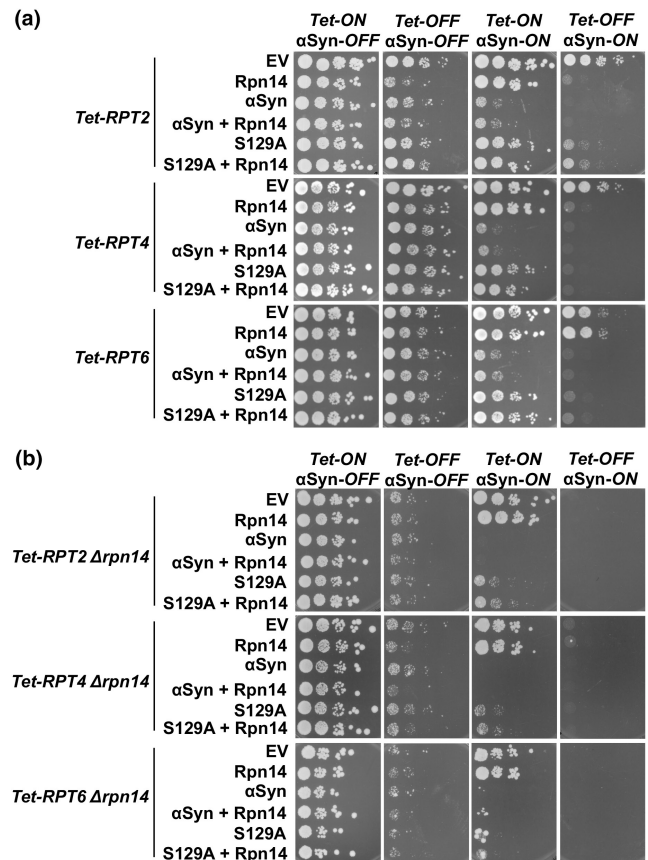 (a)
Tet-ON Tet-OFF Tet-ON Tet-OFF
αSyn-OFF αSyn-OFF αSyn-ON αSyn-ON
Tet-RPT2
EV
Rpn14
αSyn
αSyn + Rpn14
S129A
S129A + Rpn14
Tet-RPT4
EV
Rpn14
αSyn
αSyn + Rpn14
S129A
S129A + Rpn14
Tet-RPT6
EV
Rpn14
αSyn
αSyn + Rpn14
S129A
S129A + Rpn14
(b)
Tet-ON Tet-OFF Tet-ON Tet-OFF
αSyn-OFF αSyn-OFF αSyn-ON αSyn-ON
Tet-RPT2 Δrpn14
EV
Rpn14
αSyn
αSyn + Rpn14
S129A
S129A + Rpn14
Tet-RPT4 Δrpn14
EV
Rpn14
αSyn
αSyn + Rpn14
S129A
S129A + Rpn14
Tet-RPT6 Δrpn14
EV
Rpn14
αSyn
αSyn + Rpn14
S129A
S129A + Rpn14